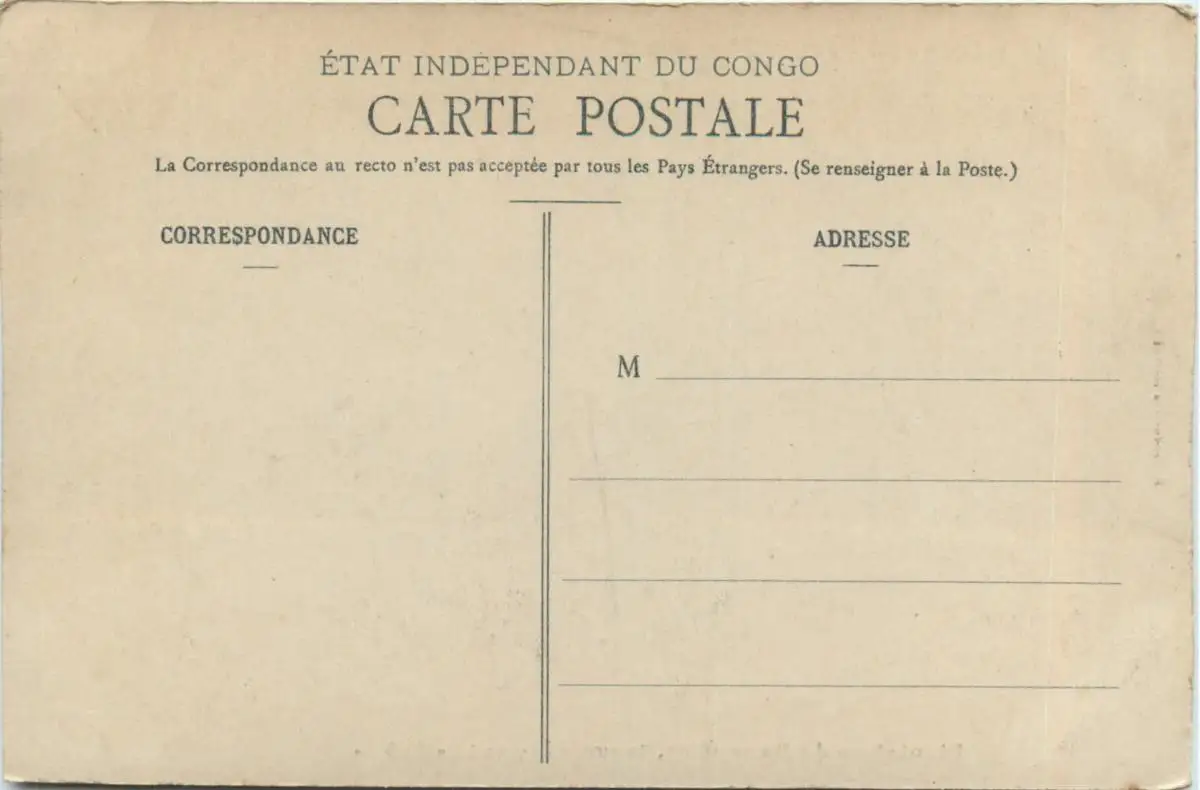 ÉTAT INDÉPENDANT DU CONGO
CARTE POSTALE
La Correspondance au recto n'est pas acceptée par tous les Pays Étrangers. (Se renseigner à la Poste.)
CORRESPONDANCE
ADRESSE
M